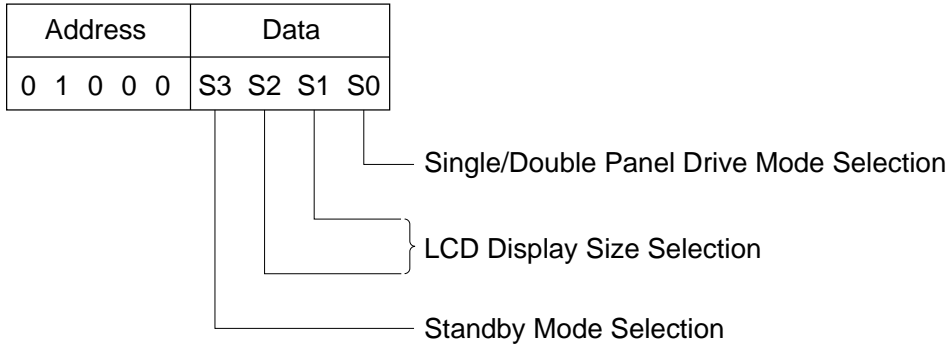 Address Data
0 1 0 0 0 S3 S2 S1 S0
Single/Double Panel Drive Mode Selection
LCD Display Size Selection
Standby Mode Selection